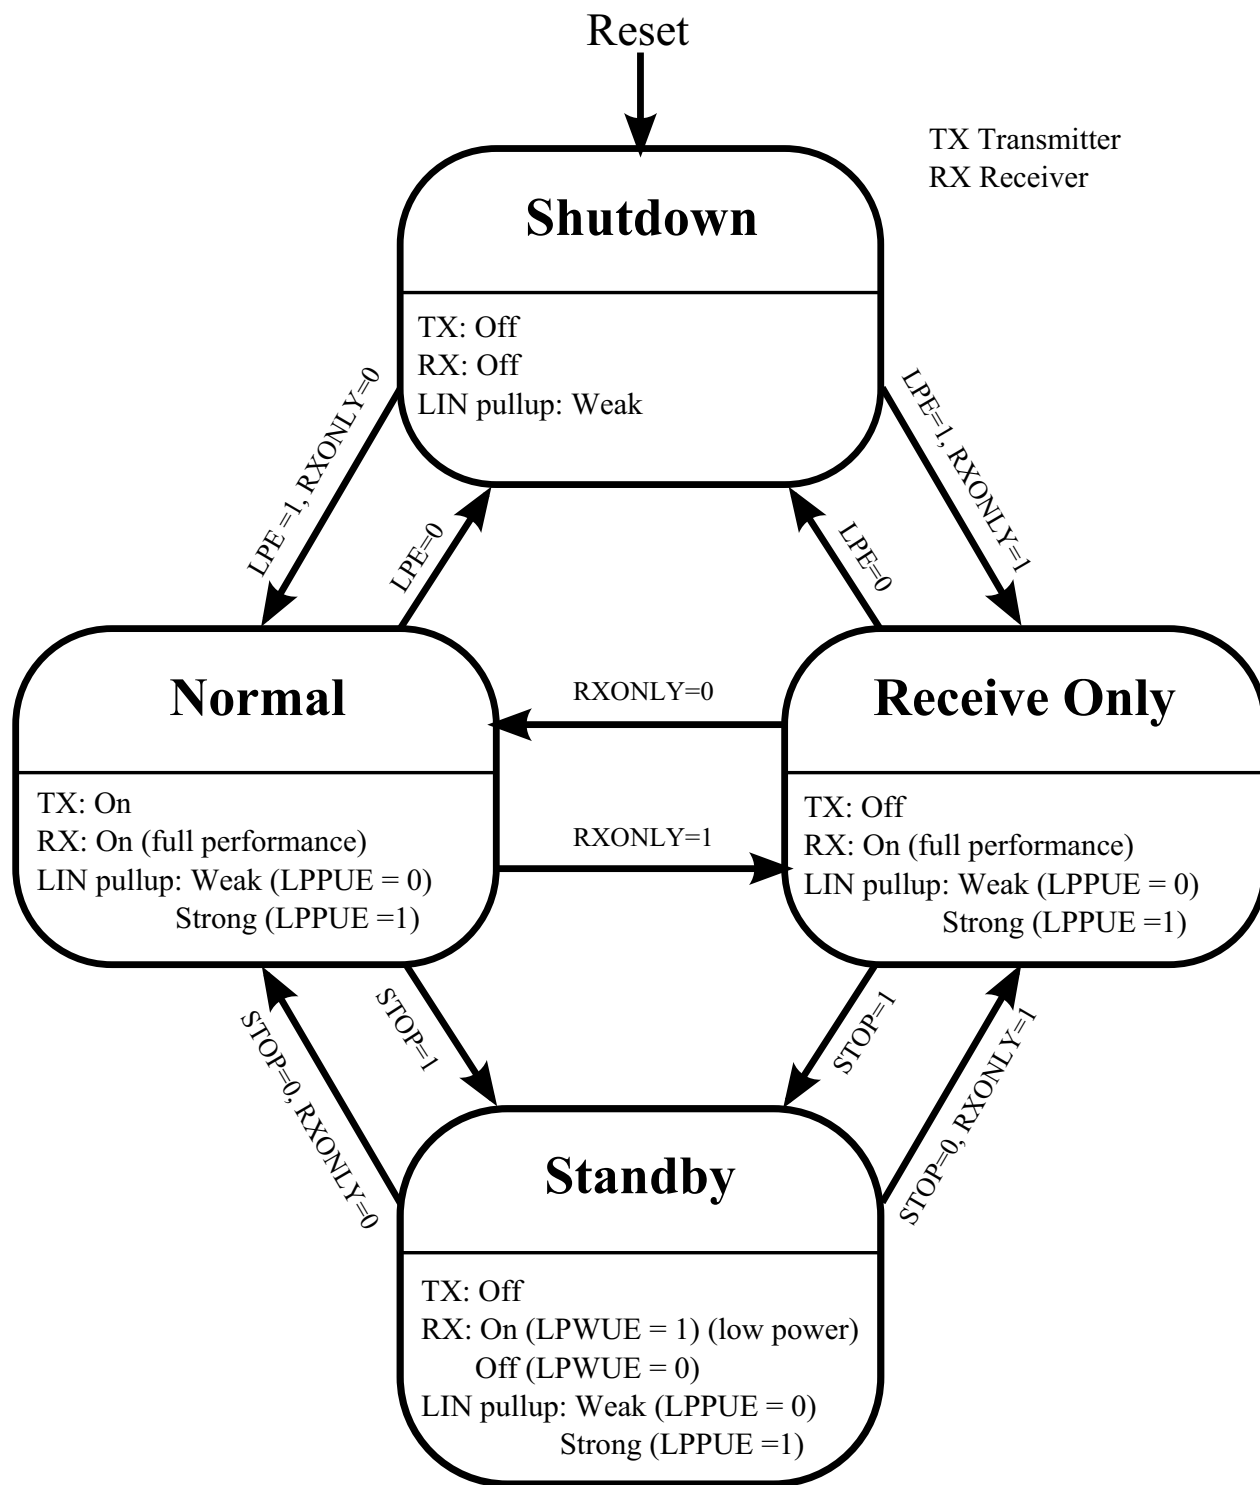 Reset
TX Transmitter
RX Receiver
Shutdown
TX: Off
RX: Off
LIN pullup: Weak
LPE =1, RXONLY=0
LPE=0
LPE=0
LPE=1, RXONLY=1
Normal
TX: On
RX: On (full performance)
LIN pullup: Weak (LPPUE = 0)
Strong (LPPUE =1)
RXONLY=0
RXONLY=1
Receive Only
TX: Off
RX: On (full performance)
LIN pullup: Weak (LPPUE = 0)
Strong (LPPUE =1)
STOP=0, RXONLY=0
STOP=1
STOP=1
STOP=0, RXONLY=1
Standby
TX: Off
RX: On (LPWUE = 1) (low power)
Off (LPWUE = 0)
LIN pullup: Weak (LPPUE = 0)
Strong (LPPUE =1)